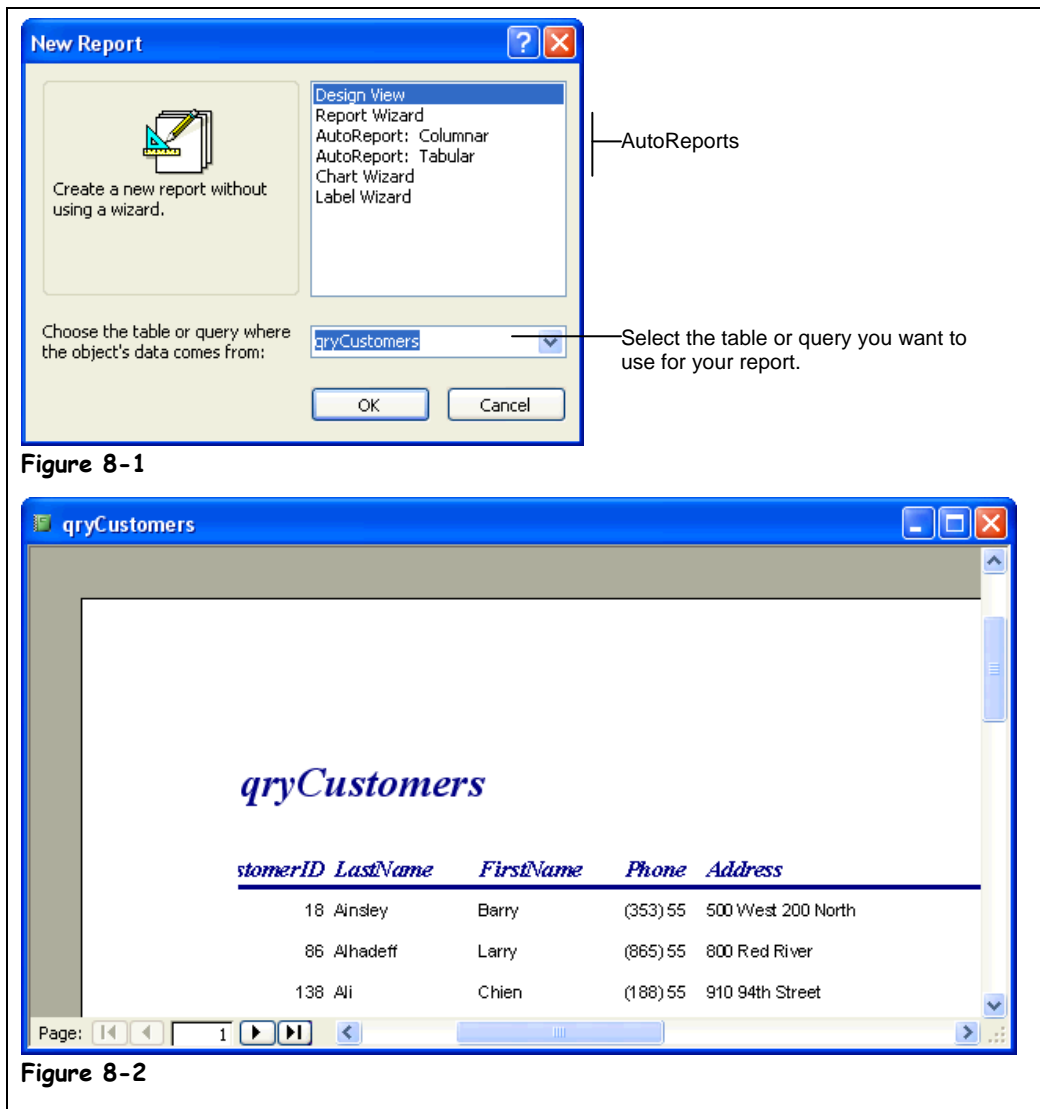 New Report
Design View
Report Wizard
AutoReport: Columnar
AutoReport: Tabular
Chart Wizard
Label Wizard
AutoReports
Create a new report without
using a wizard.
Choose the table or query where
the object's data comes from:
qryCustomers
Select the table or query you want to
use for your report.
OK Cancel
Figure 8-1
qryCustomers
qryCustomers
stomerID LastName FirstName Phone Address
18 Ainsley Barry (353) 55 500 West 200 North
86 Alhadeff Larry (865) 55 800 Red River
138 Ali Chien (188) 55 910 94th Street
Page: 1
Figure 8-2